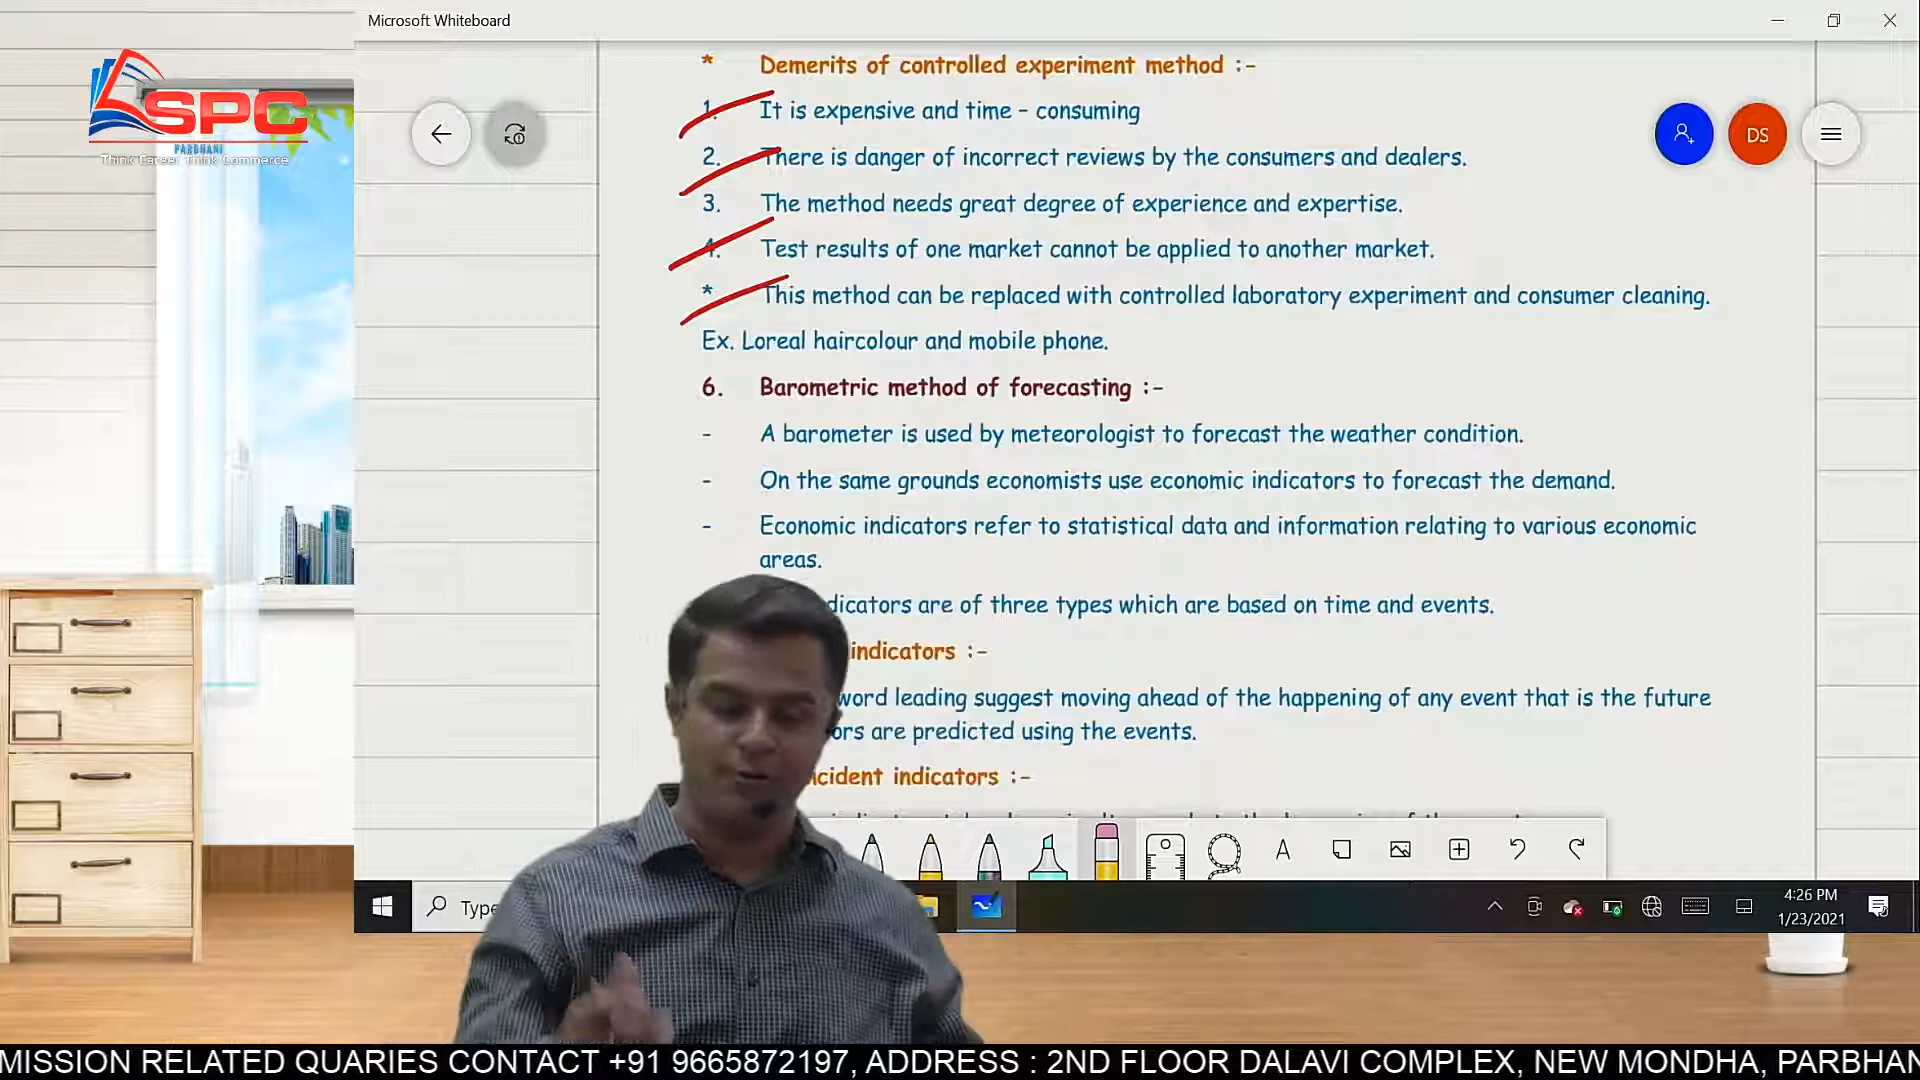 Microsoft Whiteboard
SPC
PARBHANI
Think Career Think Commerce
* Demerits of controlled experiment method :-
1. It is expensive and time - consuming
2. There is danger of incorrect reviews by the consumers and dealers.
3. The method needs great degree of experience and expertise.
4. Test results of one market cannot be applied to another market.
* This method can be replaced with controlled laboratory experiment and consumer cleaning.
Ex. Loreal haircolour and mobile phone.
6. Barometric method of forecasting :-
- A barometer is used by meteorologist to forecast the weather condition.
- On the same grounds economists use economic indicators to forecast the demand.
- Economic indicators refer to statistical data and information relating to various economic
areas.
dicators are of three types which are based on time and events.
indicators :-
word leading suggest moving ahead of the happening of any event that is the future
ors are predicted using the events.
ncident indicators :-
DS
Type
4:26 PM
1/23/2021
MISSION RELATED QUARIES CONTACT +91 9665872197, ADDRESS : 2ND FLOOR DALAVI COMPLEX, NEW MONDHA, PARBHAN